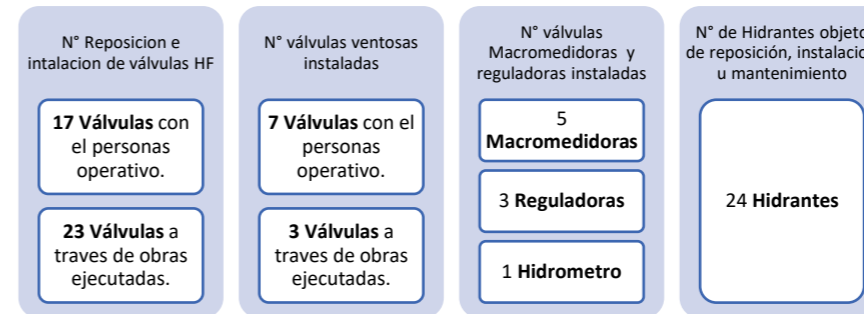 N° Reposicion e
intalacion de válvulas HF
17 Válvulas con
el personas
operativo.
23 Válvulas a
traves de obras
ejecutadas.
N° válvulas ventosas
instaladas
7 Válvulas con el
personas
operativo.
3 Válvulas a
traves de obras
ejecutadas.
N° válvulas
Macromedidoras y
reguladoras instaladas
5
Macromedidoras
3 Reguladoras
1 Hidrometro
N° de Hidrantes objeto
de reposición, instalacio
u mantenimiento
24 Hidrantes